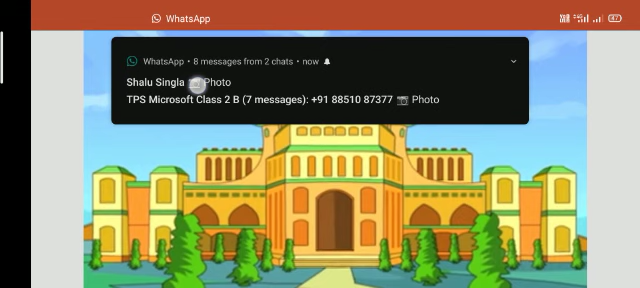 WhatsApp
47
WhatsApp • 8 messages from 2 chats • now
Shalu Singla 📷 Photo
TPS Microsoft Class 2 B (7 messages): +91 88510 87377 📷 Photo